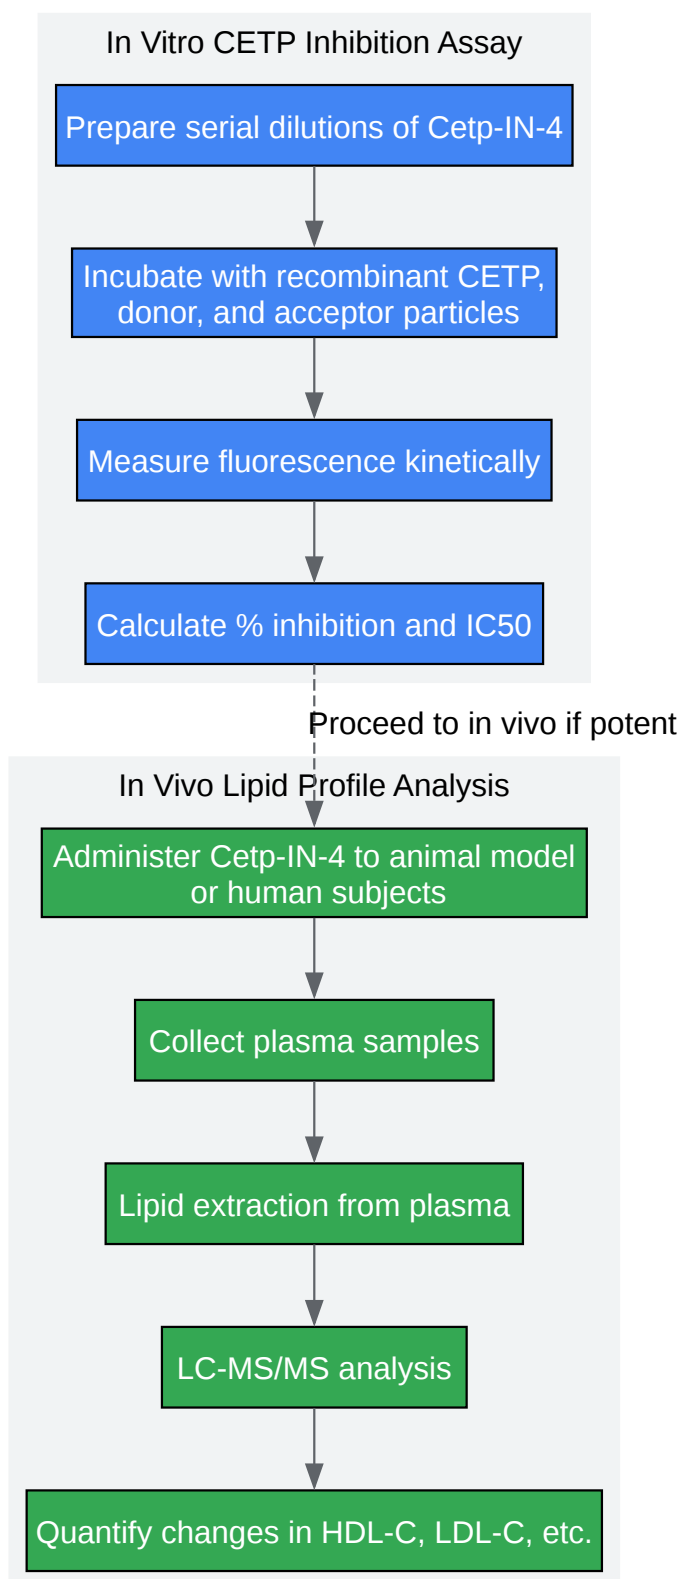 In Vitro CETP Inhibition Assay
Prepare serial dilutions of Cetp-IN-4
Incubate with recombinant CETP,
donor, and acceptor particles
Measure fluorescence kinetically
Calculate % inhibition and IC50
Proceed to in vivo if potent
In Vivo Lipid Profile Analysis
Administer Cetp-IN-4 to animal model
or human subjects
Collect plasma samples
Lipid extraction from plasma
LC-MS/MS analysis
Quantify changes in HDL-C, LDL-C, etc.